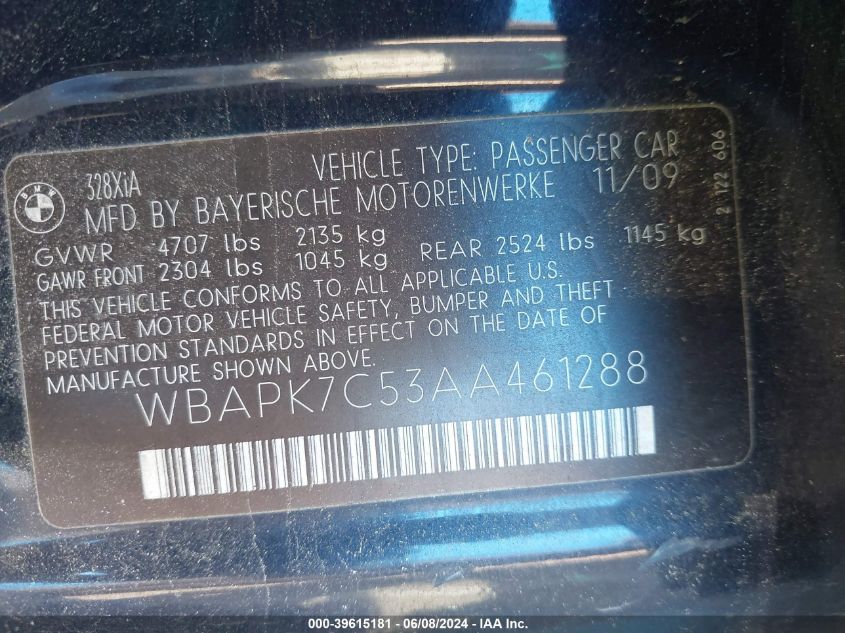 BMW
328XiA VEHICLE TYPE: PASSENGER CAR
MFD BY BAYERISCHE MOTORENWERKE 11/09
GVWR 4707 lbs 2135 kg
GAWR FRONT 2304 lbs 1045 kg REAR 2524 lbs 1145 kg
THIS VEHICLE CONFORMS TO ALL APPLICABLE U.S.
FEDERAL MOTOR VEHICLE SAFETY, BUMPER AND THEFT
PREVENTION STANDARDS IN EFFECT ON THE DATE OF
MANUFACTURE SHOWN ABOVE.
WBAPK7C53AA461288
2 122 606
000-39615181 - 06/08/2024 - IAAI.com